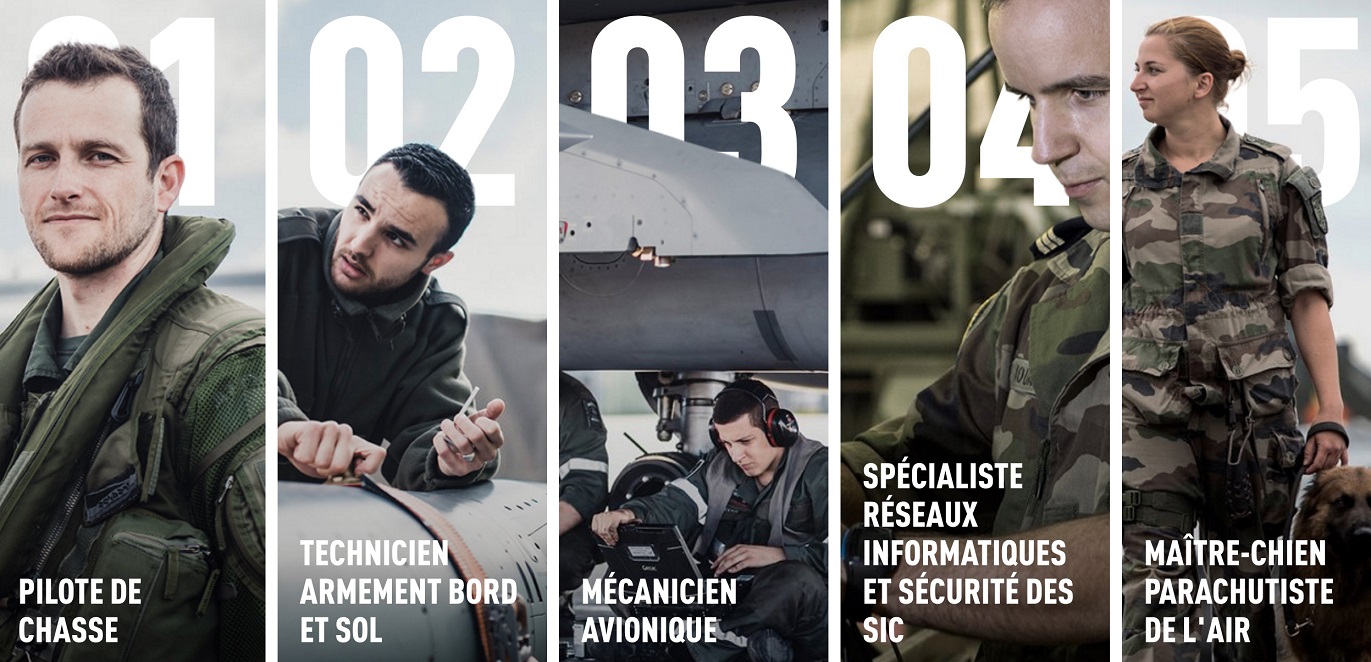 01
PILOTE DE
CHASSE
02
TECHNICIEN
ARMEMENT BORD
ET SOL
03
MÉCANICIEN
AVIONIQUE
04
SPÉCIALISTE
RÉSEAUX
INFORMATIQUES
ET SÉCURITÉ DES
SIC
05
MAÎTRE-CHIEN
PARACHUTISTE
DE L'AIR